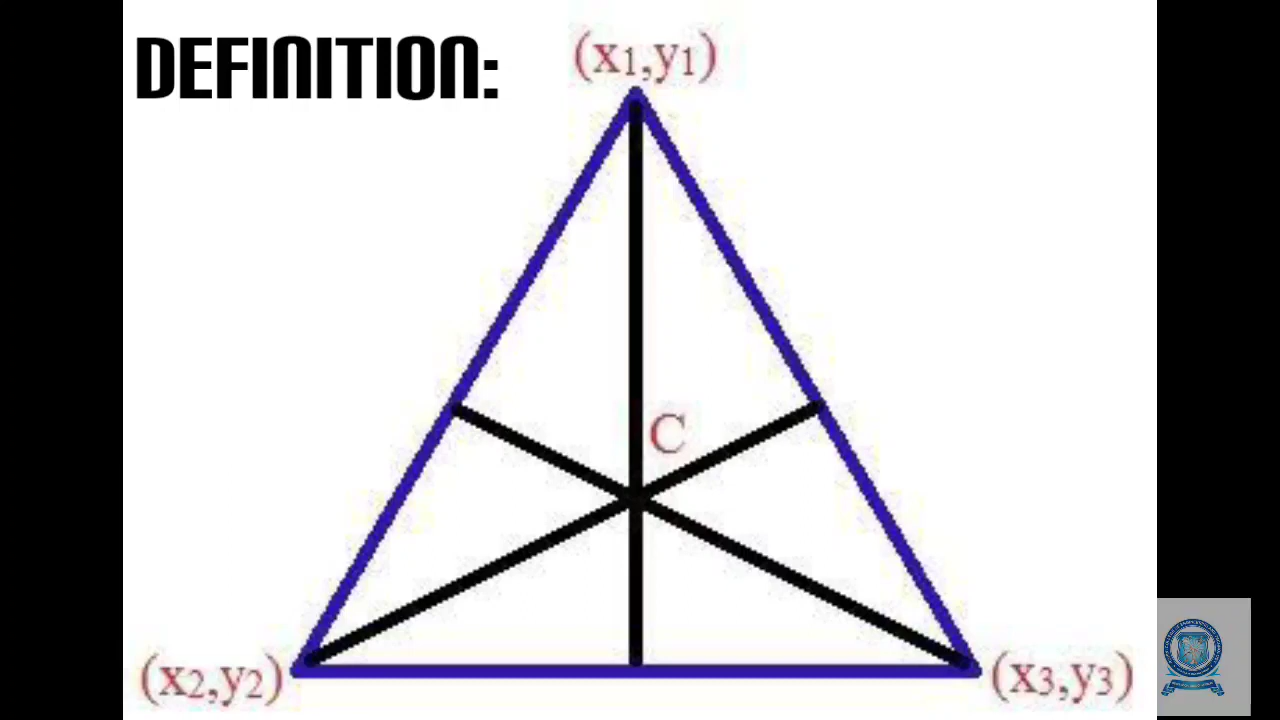 DEFINITION:
(x1,y1)
C
(x2,y2)
(x3,y3)